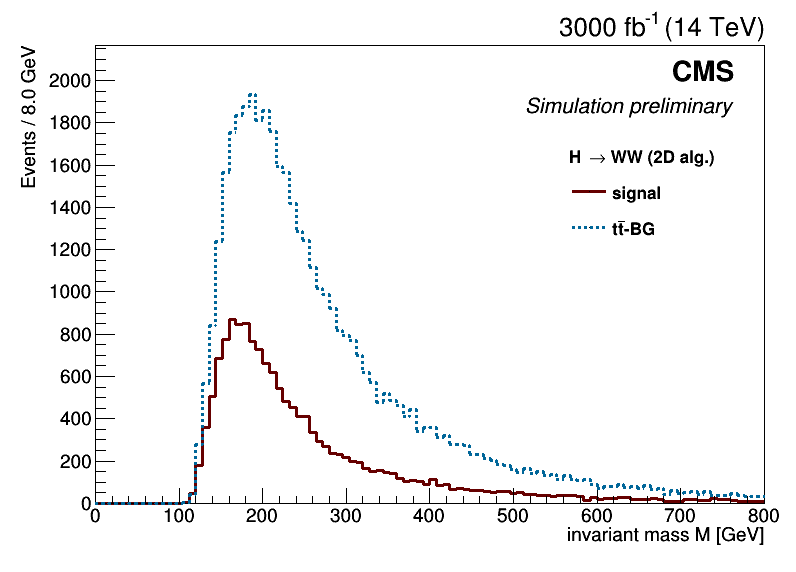 3000 fb⁻¹ (14 TeV)
CMS
Simulation preliminary
H → WW (2D alg.)
signal
tt̄-BG
Events / 8.0 GeV
2000
1800
1600
1400
1200
1000
800
600
400
200
0
0 100 200 300 400 500 600 700 800
invariant mass M [GeV]